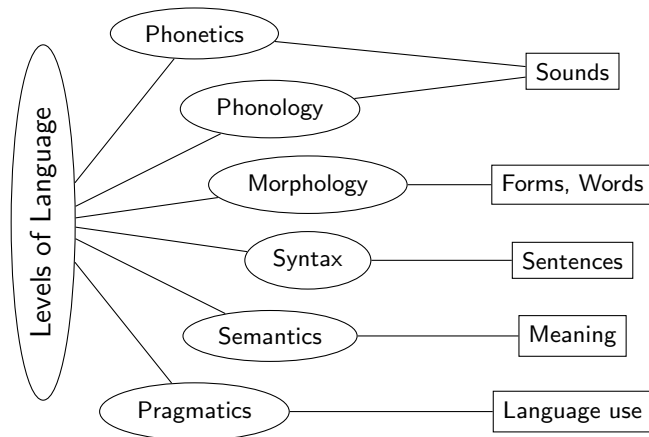 Levels of Language
Phonetics
Sounds
Phonology
Morphology
Forms, Words
Syntax
Sentences
Semantics
Meaning
Pragmatics
Language use